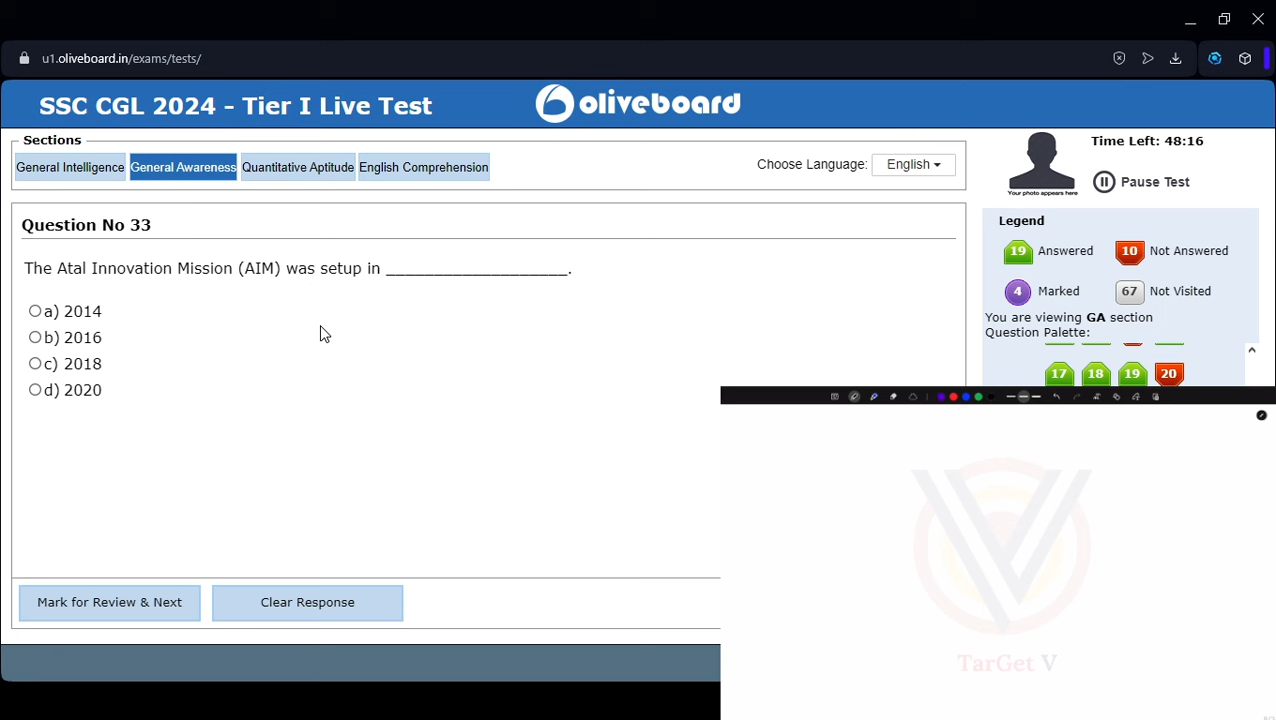 u1.oliveboard.in/exams/tests/
SSC CGL 2024 - Tier I Live Test
oliveboard
Sections
General Intelligence
General Awareness
Quantitative Aptitude
English Comprehension
Choose Language:
English
Time Left: 48:16
Your photo appears here
Pause Test
Question No 33
The Atal Innovation Mission (AIM) was setup in ____________________.
a) 2014
b) 2016
c) 2018
d) 2020
Mark for Review & Next
Clear Response
Legend
19 Answered
10 Not Answered
4 Marked
67 Not Visited
You are viewing GA section
Question Palette:
17 18 19 20
TarGet V